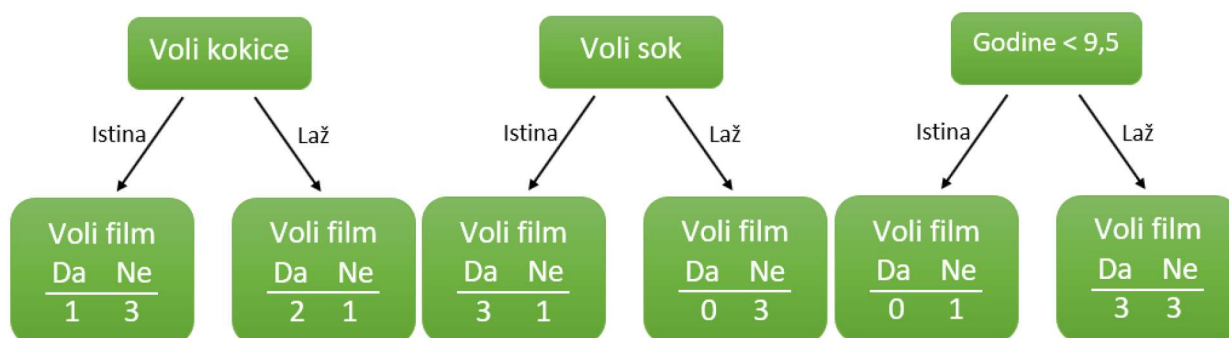 Voli kokice
Istina
Laž
Voli film
Da Ne
1 3
Voli film
Da Ne
2 1
Voli sok
Istina
Laž
Voli film
Da Ne
3 1
Voli film
Da Ne
0 3
Godine < 9,5
Istina
Laž
Voli film
Da Ne
0 1
Voli film
Da Ne
3 3